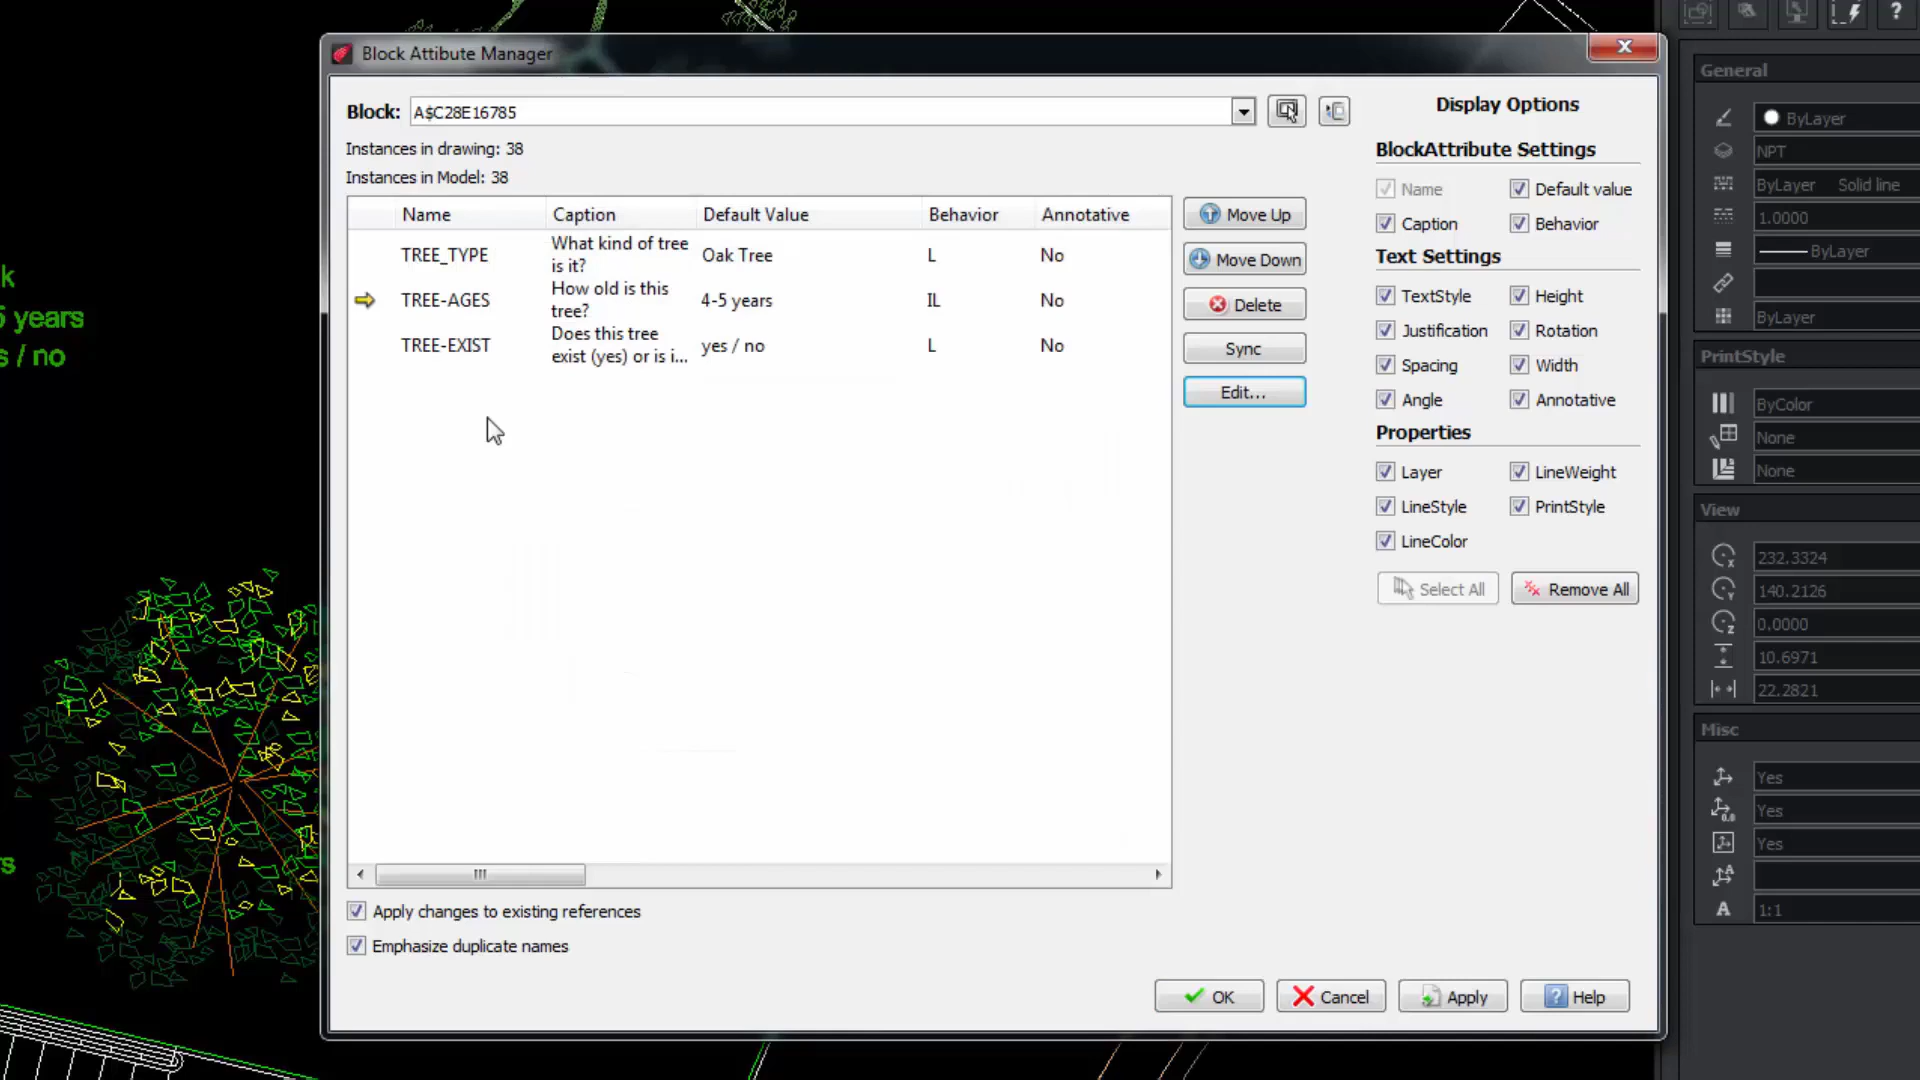 Block Attibute Manager
Block: A$C28E16785
Instances in drawing: 38
Instances in Model: 38
Name Caption Default Value Behavior Annotative
TREE_TYPE What kind of tree is it? Oak Tree L No
TREE-AGES How old is this tree? 4-5 years IL No
TREE-EXIST Does this tree exist (yes) or is i... yes / no L No
Move Up
Move Down
Delete
Sync
Edit...
Display Options
BlockAttribute Settings
Name Default value
Caption Behavior
Text Settings
TextStyle Height
Justification Rotation
Spacing Width
Angle Annotative
Properties
Layer LineWeight
LineStyle PrintStyle
LineColor
Select All Remove All
Apply changes to existing references
Emphasize duplicate names
OK Cancel Apply Help
k
5 years
s / no
rs
General
ByLayer
NPT
ByLayer Solid line
1.0000
ByLayer
ByLayer
PrintStyle
ByColor
None
None
View
232.3324
140.2126
0.0000
10.6971
22.2821
Misc
Yes
Yes
Yes
1:1